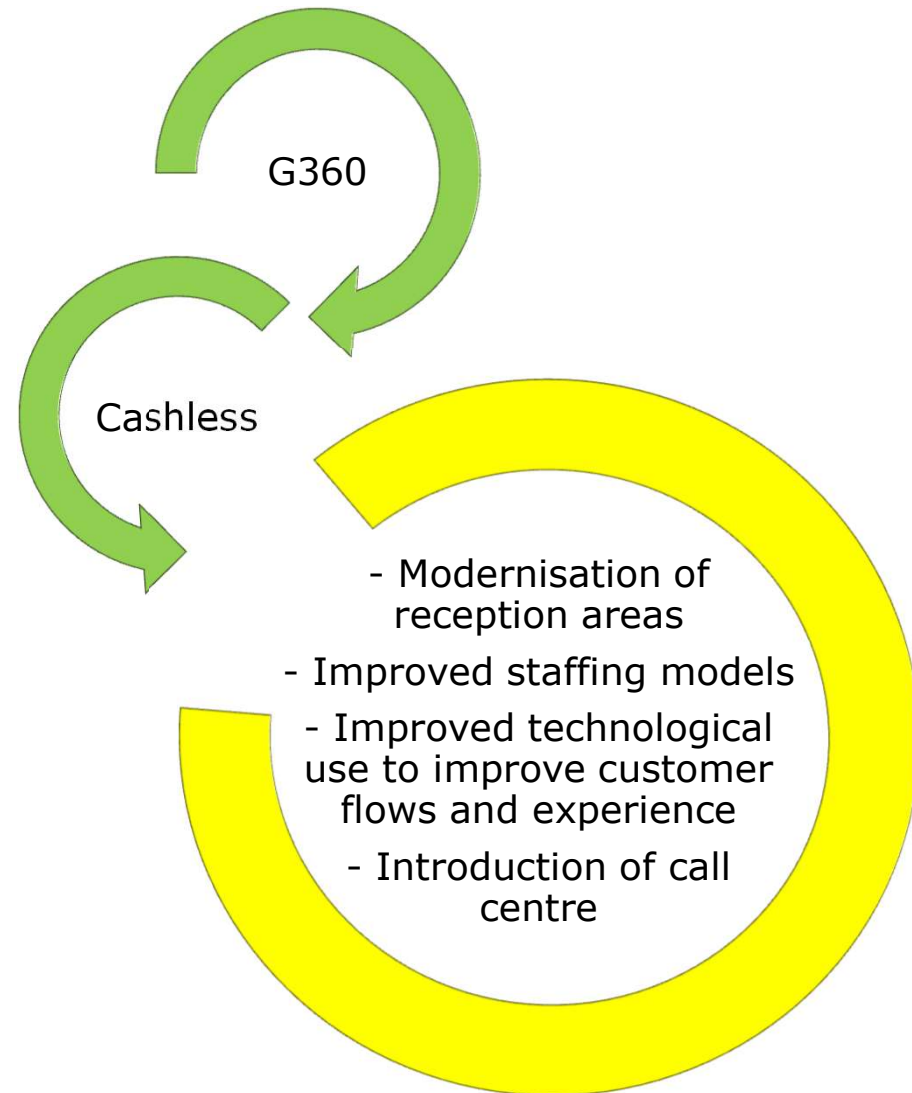 G360
Cashless
- Modernisation of
reception areas
- Improved staffing models
- Improved technological
use to improve customer
flows and experience
- Introduction of call
centre